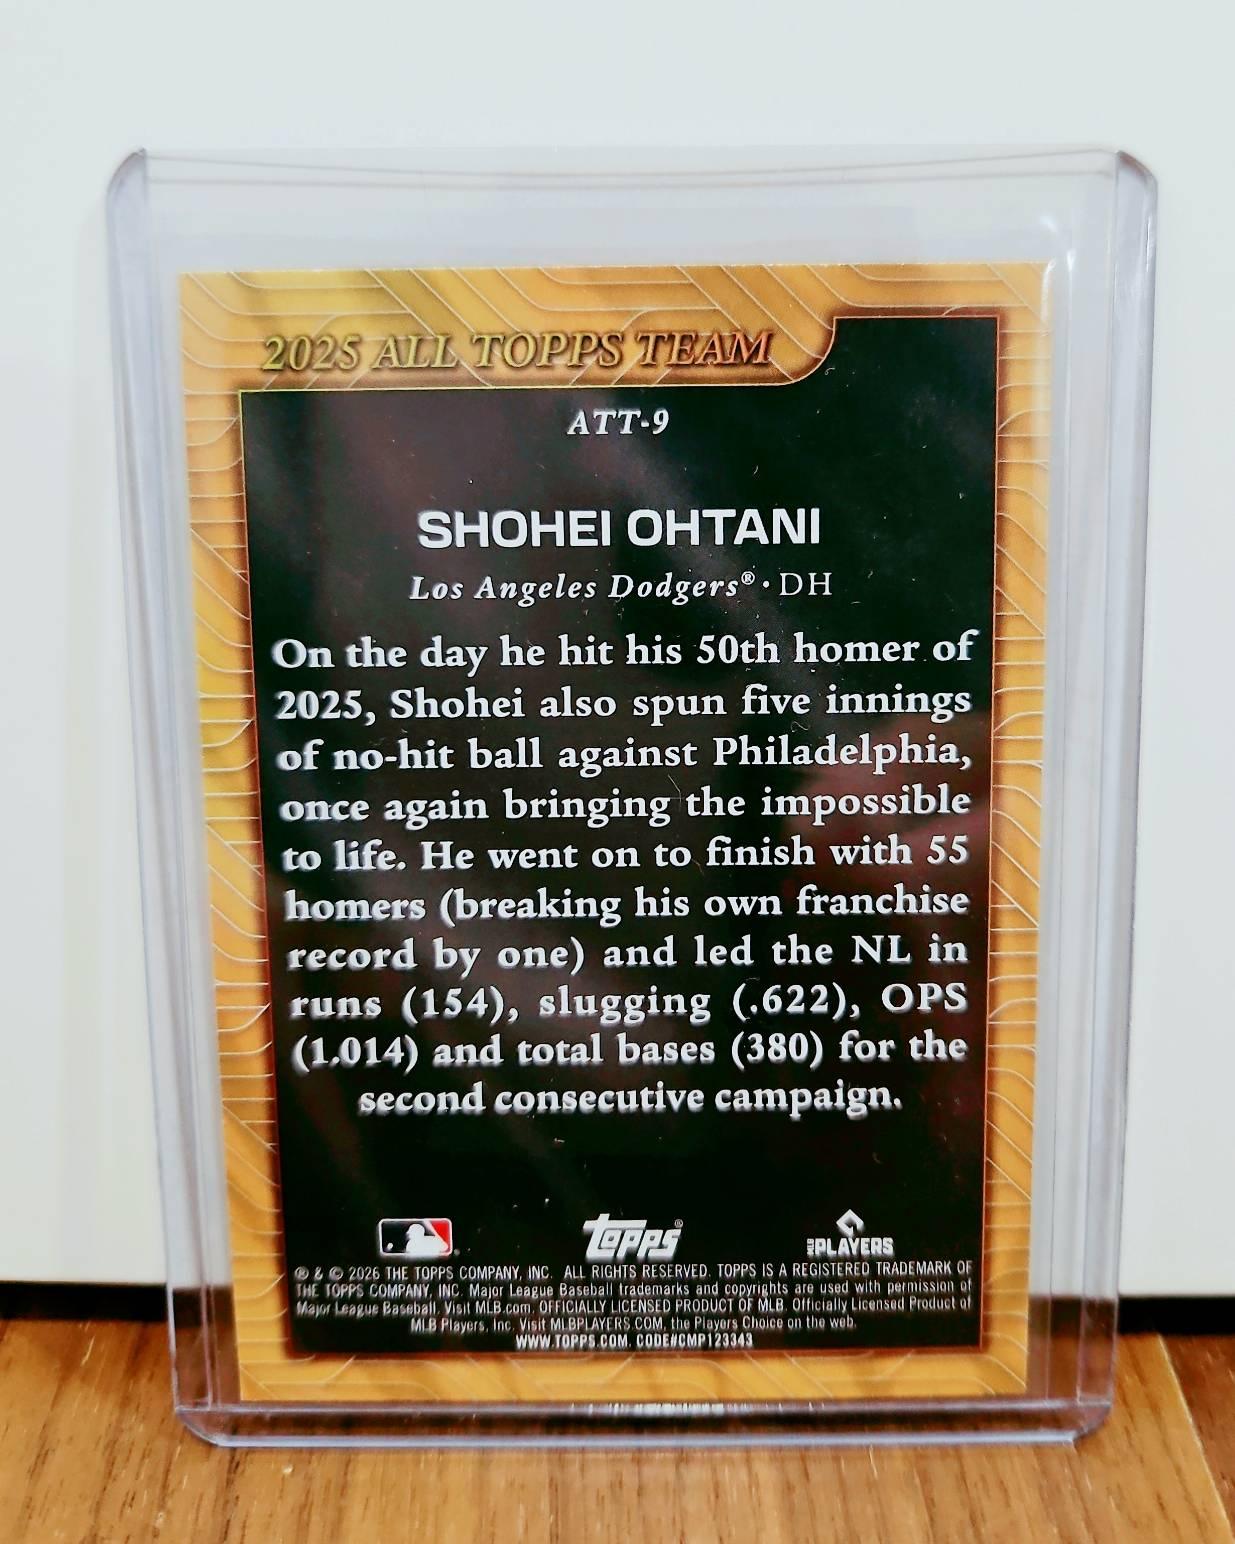 2025 ALL TOPPS TEAM
ATT-9
SHOHEI OHTANI
Los Angeles Dodgers® · DH
On the day he hit his 50th homer of
2025, Shohei also spun five innings
of no-hit ball against Philadelphia,
once again bringing the impossible
to life. He went on to finish with 55
homers (breaking his own franchise
record by one) and led the NL in
runs (154), slugging (.622), OPS
(1.014) and total bases (380) for the
second consecutive campaign.
topps®
MLB PLAYERS
® & © 2026 THE TOPPS COMPANY, INC. ALL RIGHTS RESERVED. TOPPS IS A REGISTERED TRADEMARK OF
THE TOPPS COMPANY, INC. Major League Baseball trademarks and copyrights are used with permission of
Major League Baseball. Visit MLB.com. OFFICIALLY LICENSED PRODUCT OF MLB. Officially Licensed Product of
MLB Players, Inc. Visit MLBPLAYERS.COM, the Players Choice on the web.
WWW.TOPPS.COM. CODE#CMP123343